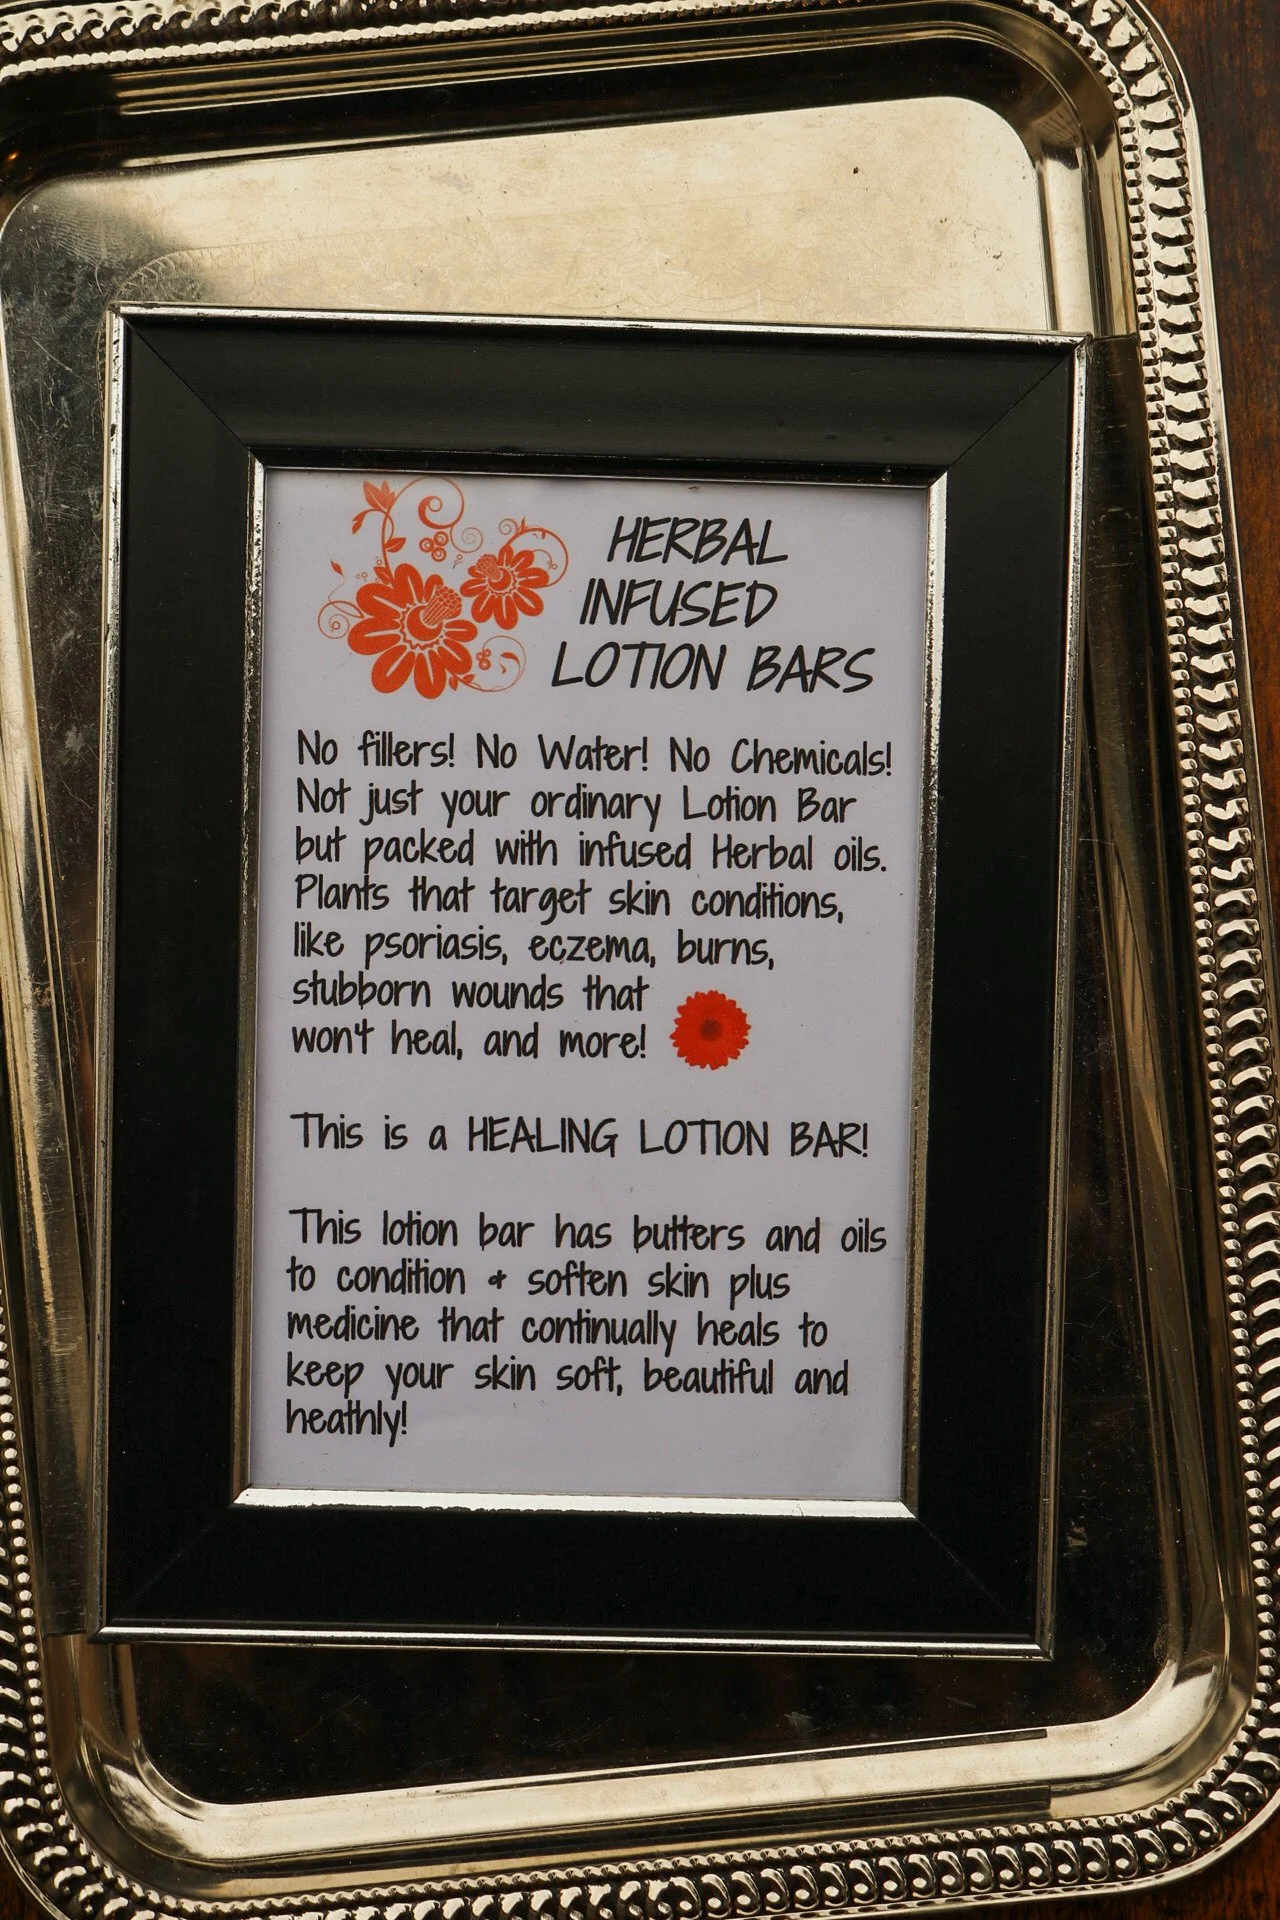 HERBAL
INFUSED
LOTION BARS
No fillers! No Water! No Chemicals!
Not just your ordinary Lotion Bar
but packed with infused Herbal oils.
Plants that target skin conditions,
like psoriasis, eczema, burns,
stubborn wounds that
won't heal, and more!
This is a HEALING LOTION BAR!
This lotion bar has butters and oils
to condition & soften skin plus
medicine that continually heals to
keep your skin soft, beautiful and
heathly!